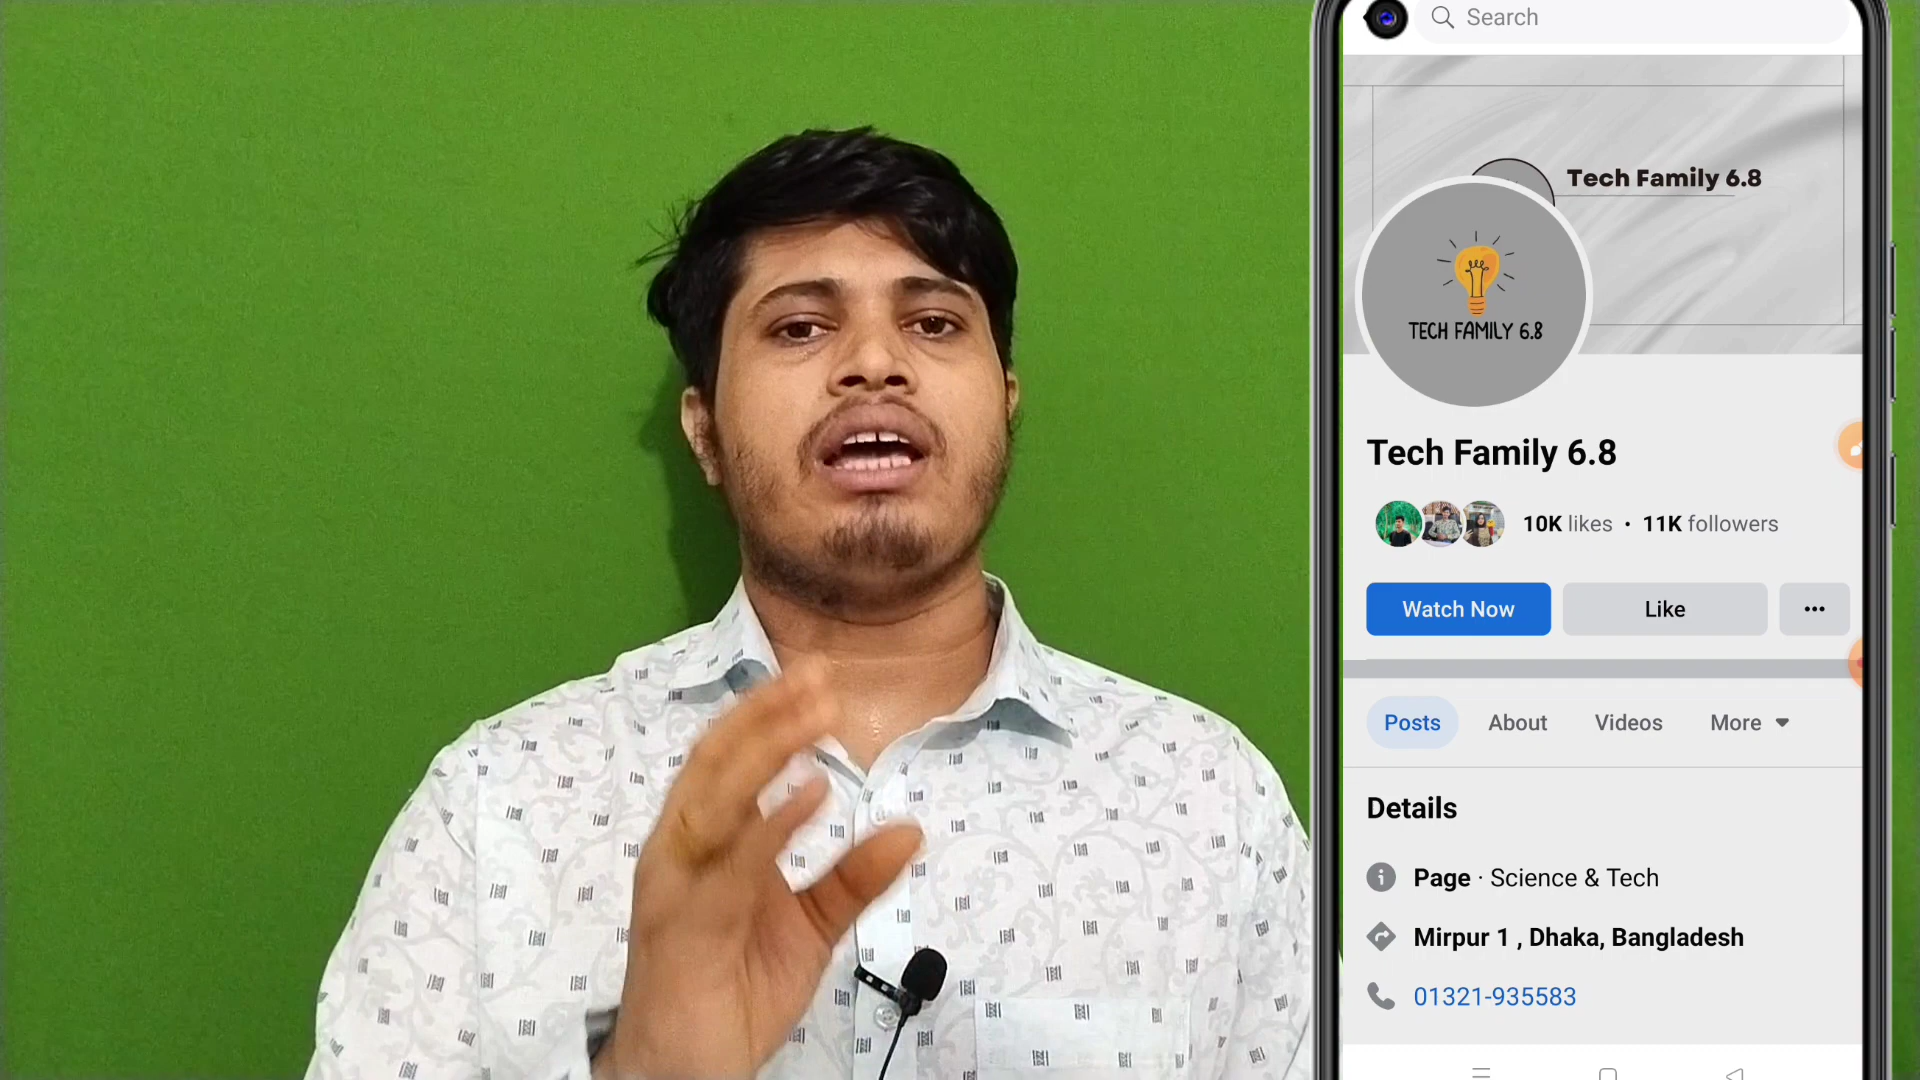 Search
Tech Family 6.8
TECH FAMILY 6.8
Tech Family 6.8
10K likes • 11K followers
Watch Now
Like
Posts
About
Videos
More
Details
Page · Science & Tech
Mirpur 1 , Dhaka, Bangladesh
01321-935583